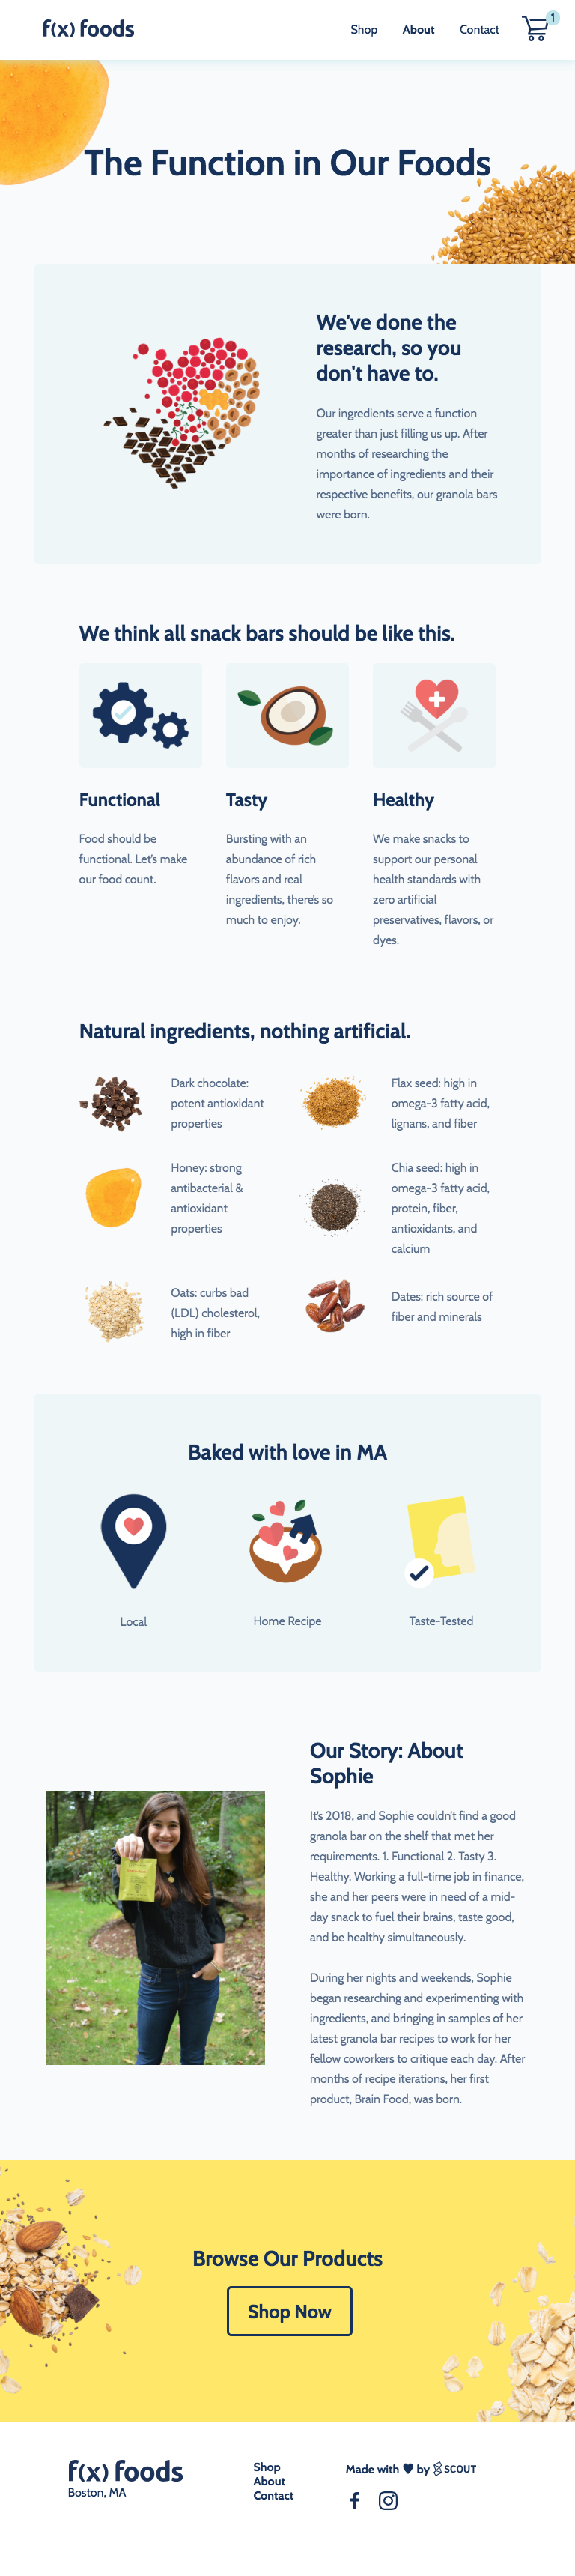 f(x) foods
Shop
About
Contact
1
The Function in Our Foods
We've done the
research, so you
don't have to.
Our ingredients serve a function
greater than just filling us up. After
months of researching the
importance of ingredients and their
respective benefits, our granola bars
were born.
We think all snack bars should be like this.
Functional
Food should be
functional. Let's make
our food count.
Tasty
Bursting with an
abundance of rich
flavors and real
ingredients, there's so
much to enjoy.
Healthy
We make snacks to
support our personal
health standards with
zero artificial
preservatives, flavors, or
dyes.
Natural ingredients, nothing artificial.
Dark chocolate:
potent antioxidant
properties
Flax seed: high in
omega-3 fatty acid,
lignans, and fiber
Honey: strong
antibacterial &
antioxidant
properties
Chia seed: high in
omega-3 fatty acid,
protein, fiber,
antioxidants, and
calcium
Oats: curbs bad
(LDL) cholesterol,
high in fiber
Dates: rich source of
fiber and minerals
Baked with love in MA
Local
Home Recipe
Taste-Tested
Our Story: About
Sophie
It's 2018, and Sophie couldn't find a good
granola bar on the shelf that met her
requirements. 1. Functional 2. Tasty 3.
Healthy. Working a full-time job in finance,
she and her peers were in need of a mid-
day snack to fuel their brains, taste good,
and be healthy simultaneously.
During her nights and weekends, Sophie
began researching and experimenting with
ingredients, and bringing in samples of her
latest granola bar recipes to work for her
fellow coworkers to critique each day. After
months of recipe iterations, her first
product, Brain Food, was born.
Browse Our Products
Shop Now
f(x) foods
Boston, MA
Shop
About
Contact
Made with by SCOUT